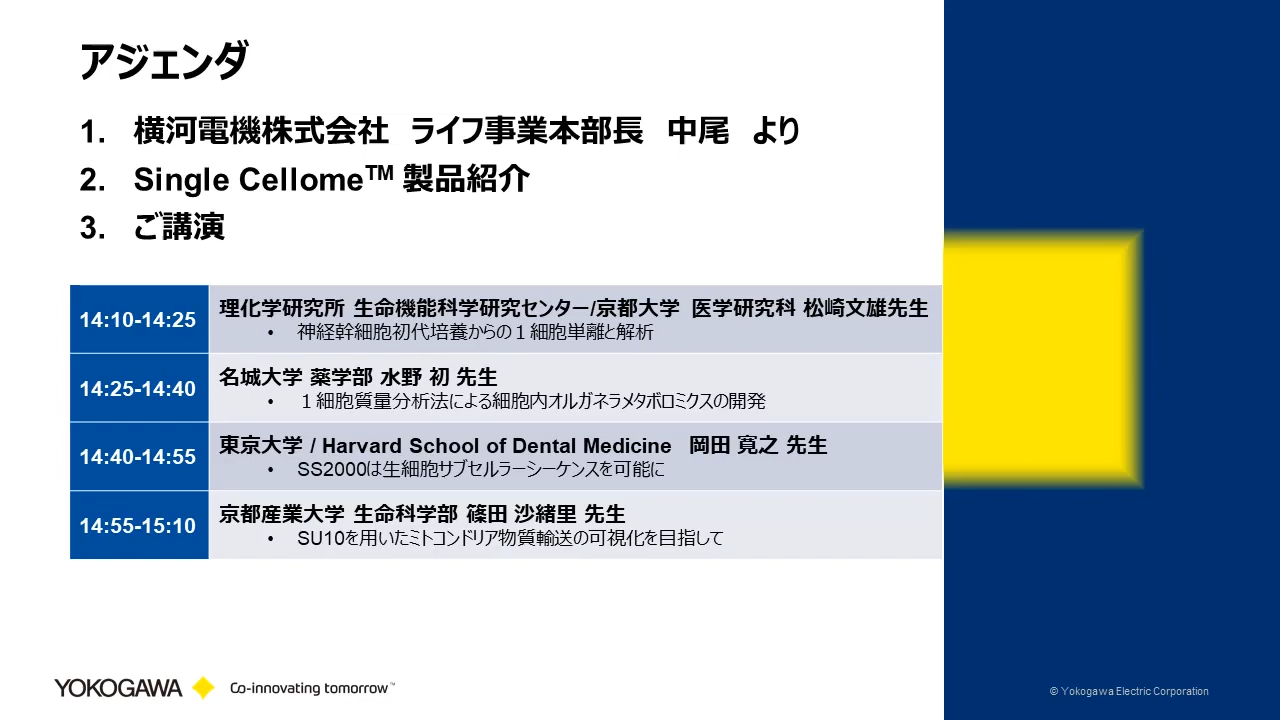 アジェンダ
1. 横河電機株式会社 ライフ事業本部長 中尾 より
2. Single Cellome™ 製品紹介
3. ご講演
14:10-14:25
理化学研究所 生命機能科学研究センター/京都大学 医学研究科 松崎文雄先生
• 神経幹細胞初代培養からの１細胞単離と解析
14:25-14:40
名城大学 薬学部 水野 初 先生
• １細胞質量分析法による細胞内オルガネラメタボロミクスの開発
14:40-14:55
東京大学 / Harvard School of Dental Medicine 岡田 寛之 先生
• SS2000は生細胞サブセルラーシーケンスを可能に
14:55-15:10
京都産業大学 生命科学部 篠田 沙緒里 先生
• SU10を用いたミトコンドリア物質輸送の可視化を目指して
YOKOGAWA Co-innovating tomorrow™
© Yokogawa Electric Corporation